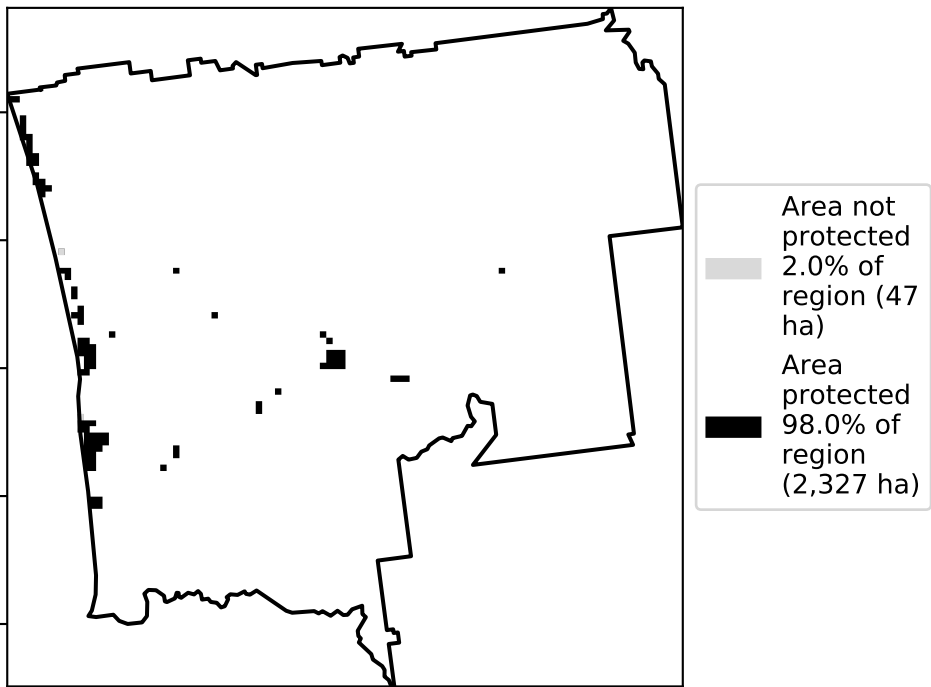 Area not
protected
2.0% of
region (47
ha)
Area
protected
98.0% of
region
(2,327 ha)